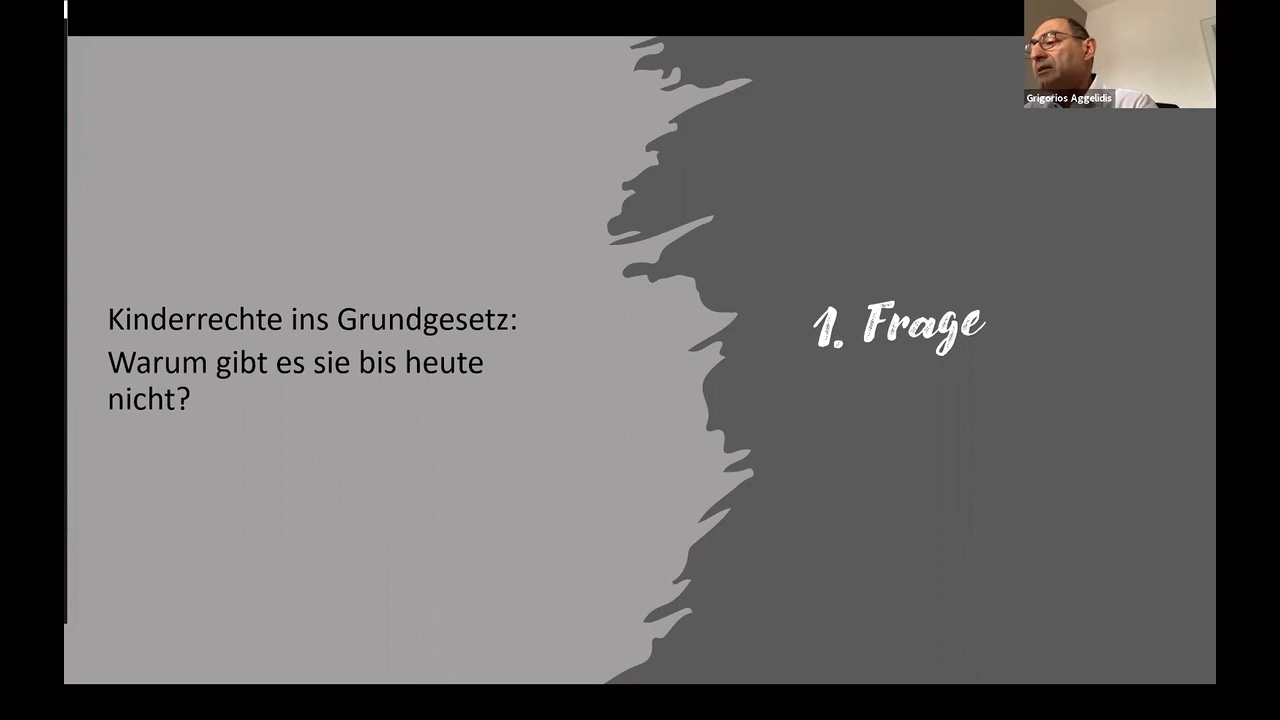 Kinderrechte ins Grundgesetz:
Warum gibt es sie bis heute
nicht?
1. Frage
Grigorios Aggelidis